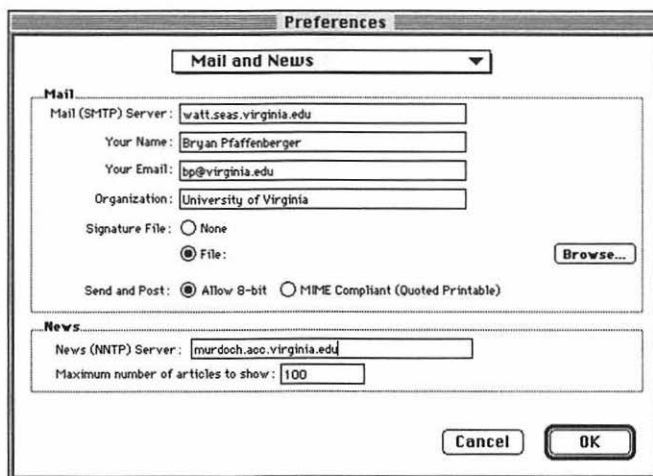 Preferences
Mail and News
Mail
Mail (SMTP) Server: watt.seas.virginia.edu
Your Name: Bryan Pfaffenberger
Your Email: bp@virginia.edu
Organization: University of Virginia
Signature File: None
File:
Browse...
Send and Post: Allow 8-bit MIME Compliant (Quoted Printable)
News
News (NNTP) Server: murdoch.acc.virginia.edu
Maximum number of articles to show: 100
Cancel OK